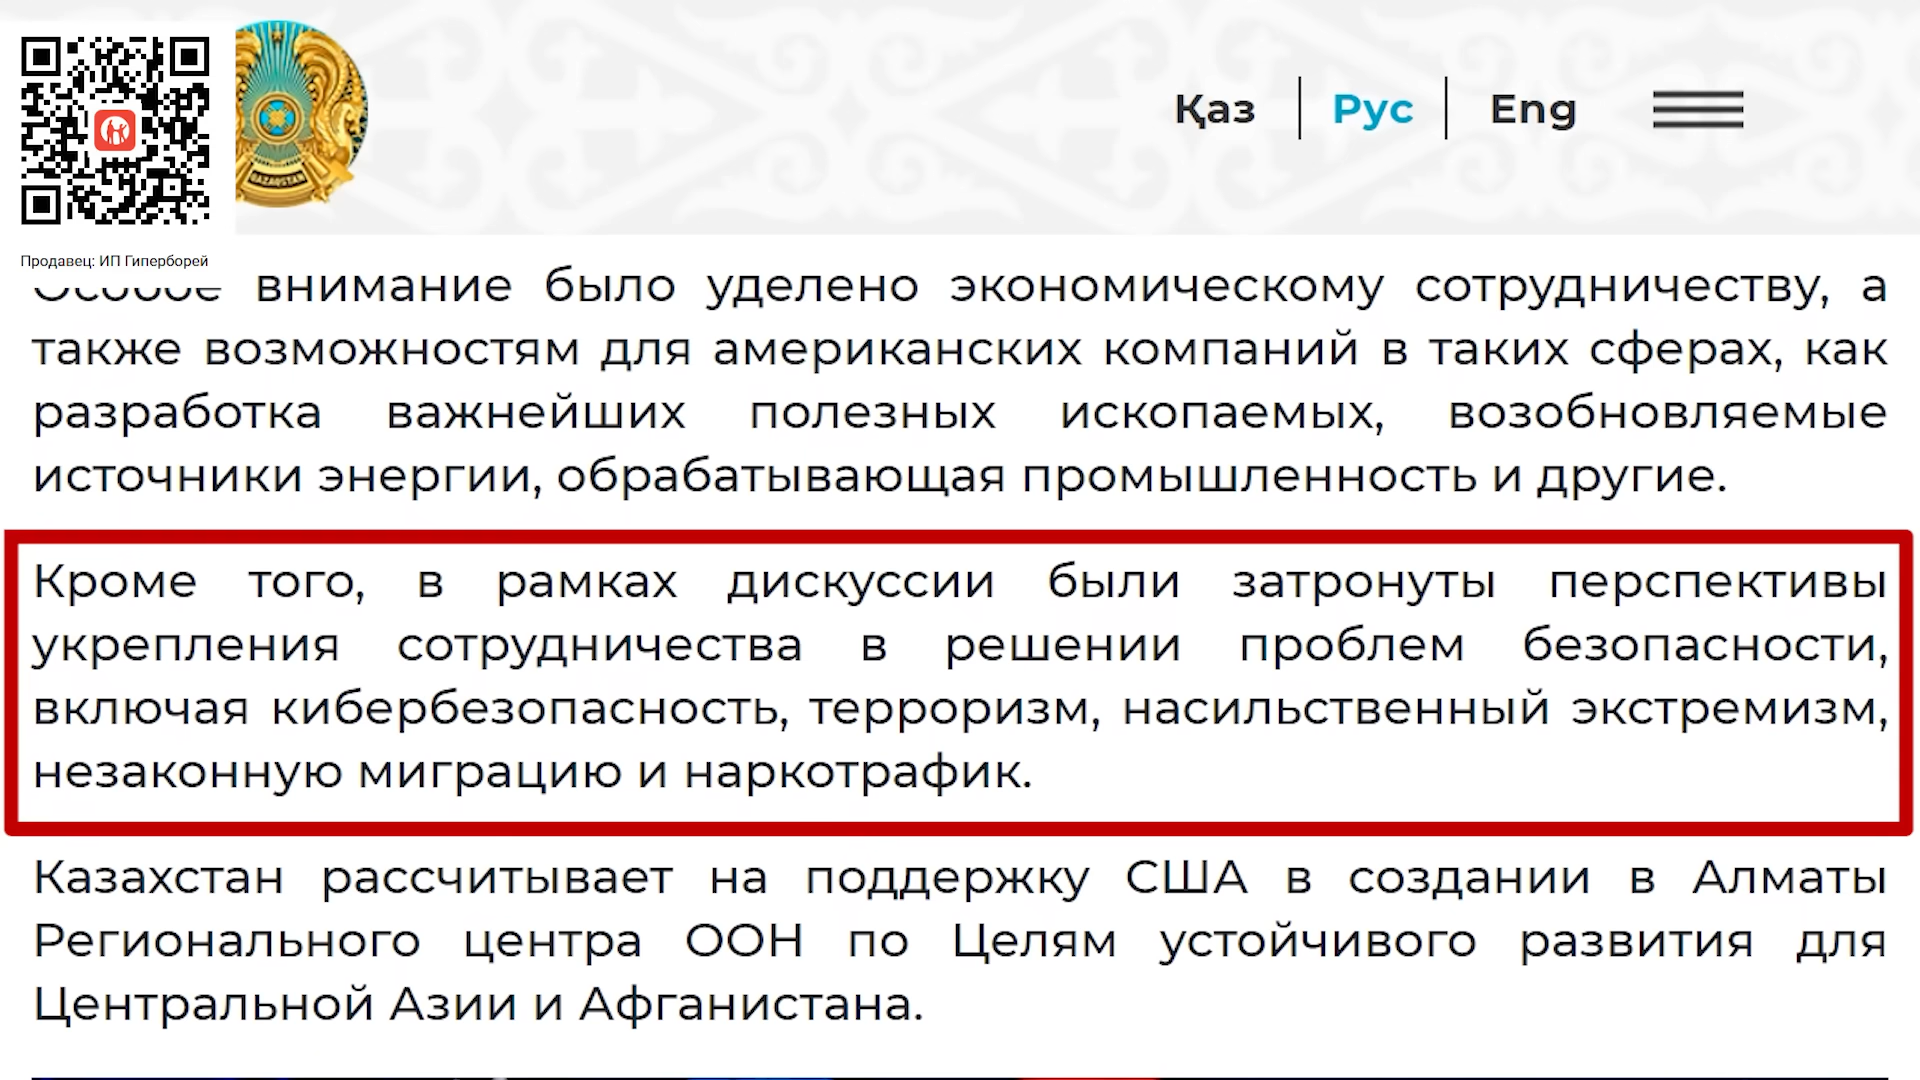 QAZAQSTAN
Қаз Рус Eng
Продавец: ИП Гиперборей
Особое внимание было уделено экономическому сотрудничеству, а
также возможностям для американских компаний в таких сферах, как
разработка важнейших полезных ископаемых, возобновляемые
источники энергии, обрабатывающая промышленность и другие.
Кроме того, в рамках дискуссии были затронуты перспективы
укрепления сотрудничества в решении проблем безопасности,
включая кибербезопасность, терроризм, насильственный экстремизм,
незаконную миграцию и наркотрафик.
Казахстан рассчитывает на поддержку США в создании в Алматы
Регионального центра ООН по Целям устойчивого развития для
Центральной Азии и Афганистана.